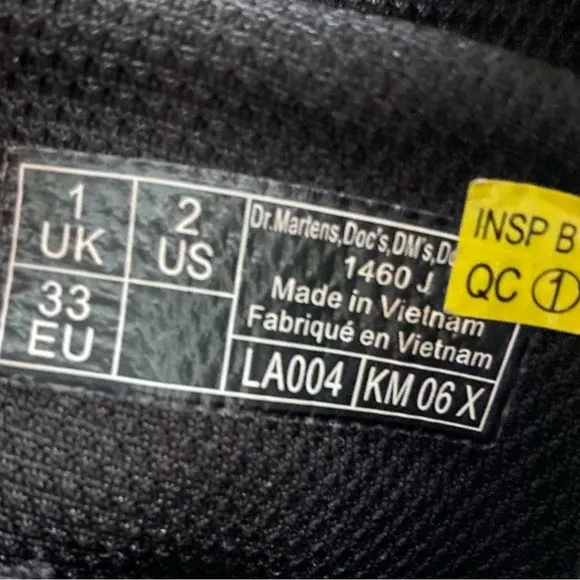 1
UK
2
US
33
EU
Dr.Martens,Doc's,DM's,
1460 J
Made in Vietnam
Fabriqué en Vietnam
LA004
KM 06 X
INSP B
QC ①